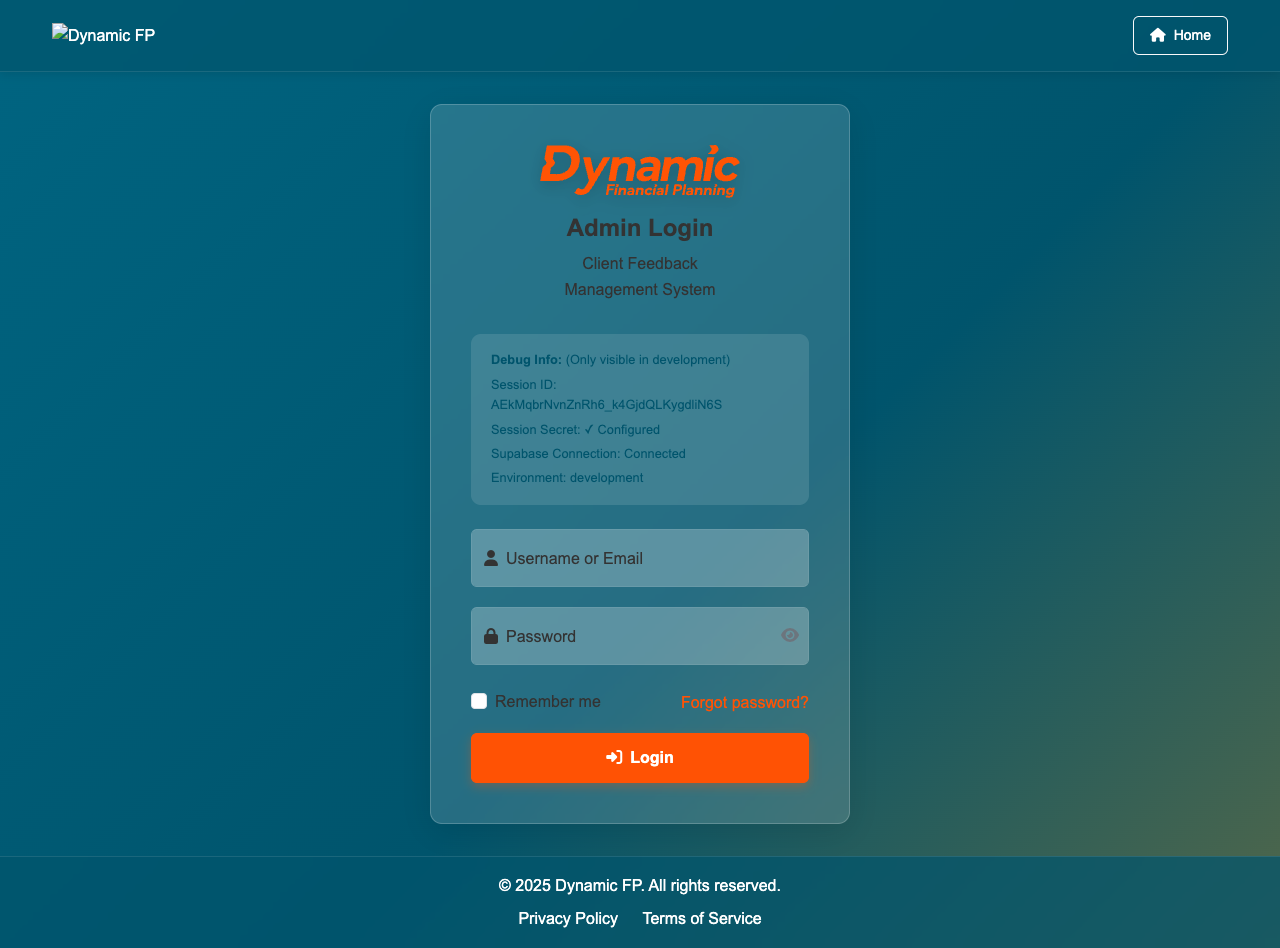 Dynamic FP
Home
Dynamic
Financial Planning
Admin Login
Client Feedback
Management System
Debug Info: (Only visible in development)
Session ID:
AEkMqbrNvnZnRh6_k4GjdQLKygdliN6S
Session Secret: ✓ Configured
Supabase Connection: Connected
Environment: development
Username or Email
Password
Remember me
Forgot password?
Login
© 2025 Dynamic FP. All rights reserved.
Privacy Policy
Terms of Service